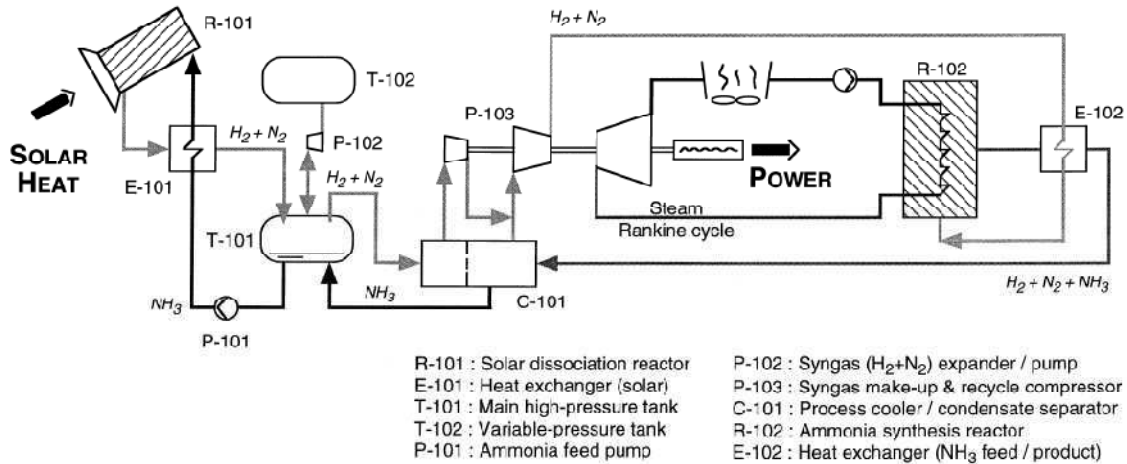 R-101
H2 + N2
T-102
R-102
P-103
E-102
SOLAR
HEAT
H2 + N2
P-102
E-101
H2 + N2
POWER
Steam
Rankine cycle
T-101
NH3
NH3
C-101
H2 + N2 + NH3
P-101
R-101 : Solar dissociation reactor
E-101 : Heat exchanger (solar)
T-101 : Main high-pressure tank
T-102 : Variable-pressure tank
P-101 : Ammonia feed pump
P-102 : Syngas (H2+N2) expander / pump
P-103 : Syngas make-up & recycle compressor
C-101 : Process cooler / condensate separator
R-102 : Ammonia synthesis reactor
E-102 : Heat exchanger (NH3 feed / product)